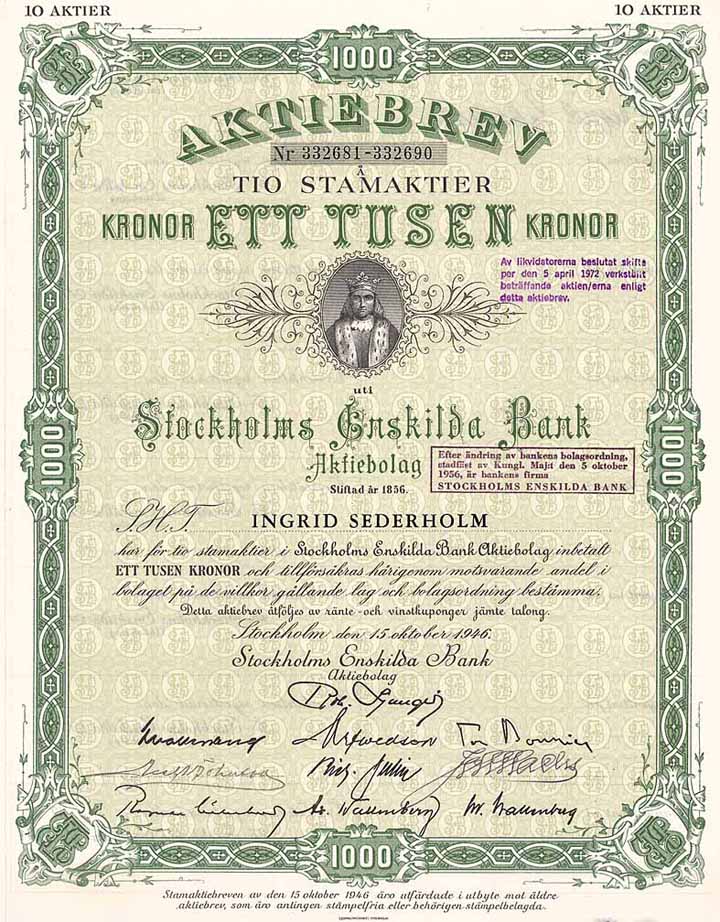 10 AKTIER 10 AKTIER
1000
AKTIEBREV
Nr 332681-332690
Å
TIO STAMAKTIER
KRONOR ETT TUSEN KRONOR
Av likvidatorerna beslutat skifte
per den 5 april 1972 verkställt
beträffande aktien/erna enligt
detta aktiebrev.
uti
Stockholms Enskilda Bank
Aktiebolag
Stiftad år 1856.
Efter ändring av bankens bolagsordning,
stadfäst av Kungl. Maj:t den 5 oktober
1956, är bankens firma
STOCKHOLMS ENSKILDA BANK
1000 1000
INGRID SEDERHOLM
har för tio stamaktier i Stockholms Enskilda Bank Aktiebolag inbetalt
ETT TUSEN KRONOR och tillförsäkras härigenom motsvarande andel i
bolaget på de villkor gällande lag och bolagsordning bestämma.
Detta aktiebrev åtföljes av ränte- och vinstkuponger jämte talong.
Stockholm den 15 oktober 1946.
Stockholms Enskilda Bank
Aktiebolag
M. Wallenberg
1000
Stamaktiebreven av den 15 oktober 1946 äro utfärdade i utbyte mot äldre
aktiebrev, som äro antingen stämpelfria eller behörigen stämpelbelagda.